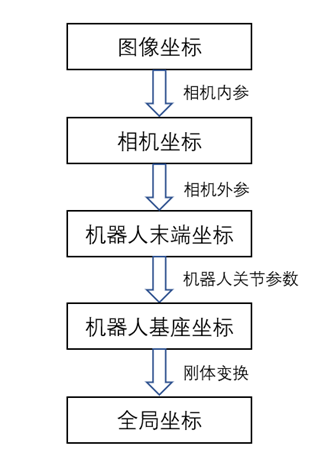 图像坐标
相机内参
相机坐标
相机外参
机器人末端坐标
机器人关节参数
机器人基座坐标
刚体变换
全局坐标